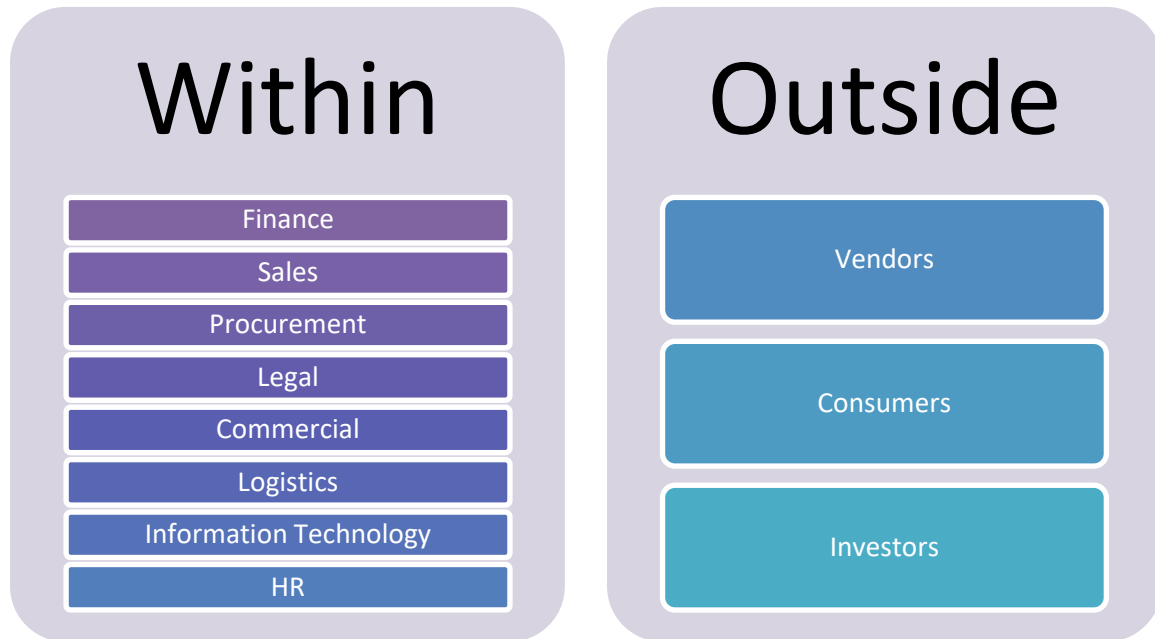 Within
Finance
Sales
Procurement
Legal
Commercial
Logistics
Information Technology
HR
Outside
Vendors
Consumers
Investors